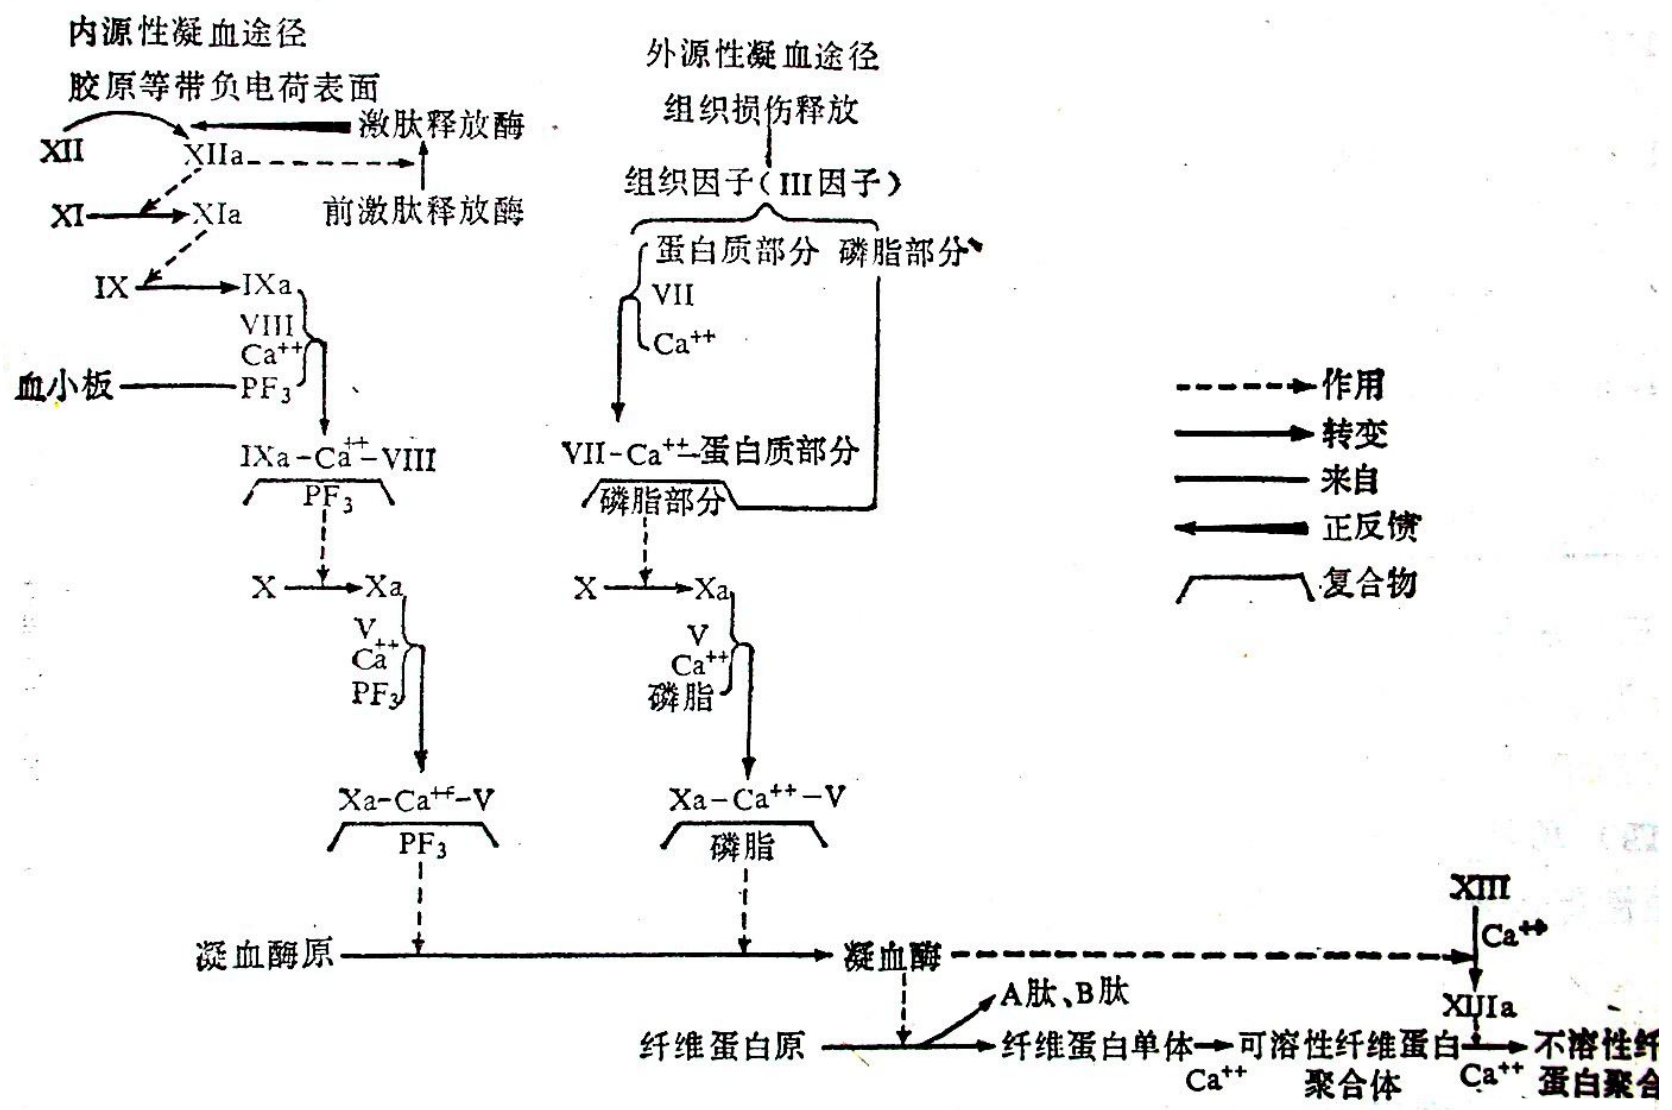 内源性凝血途径
胶原等带负电荷表面
XII
XIIa
激肽释放酶
XI
XIa
前激肽释放酶
IX
IXa
VIII
Ca++
血小板
PF3
IXa-Ca++-VIII
PF3
X
Xa
V
Ca++
PF3
Xa-Ca++-V
PF3
外源性凝血途径
组织损伤释放
组织因子(III因子)
蛋白质部分 磷脂部分
VII
Ca++
VII-Ca++-蛋白质部分
磷脂部分
X
Xa
V
Ca++
磷脂
Xa-Ca++-V
磷脂
作用
转变
来自
正反馈
复合物
凝血酶原
凝血酶
XIII
Ca++
XIIIa
A肽、B肽
纤维蛋白原
纤维蛋白单体
Ca++
可溶性纤维蛋白
聚合体
Ca++
不溶性纤
蛋白聚合